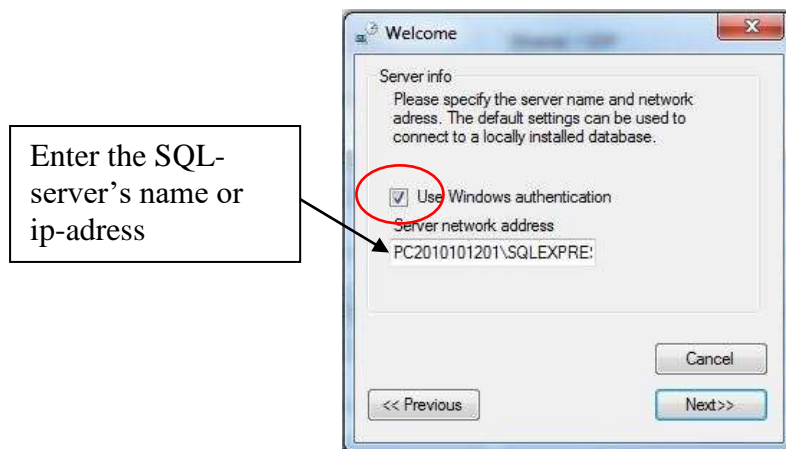 Welcome
Server info
Please specify the server name and network
adress. The default settings can be used to
connect to a locally installed database.
Enter the SQL-
server's name or
ip-adress
Use Windows authentication
Server network address
PC2010101201\SQLEXPRE
Cancel
<< Previous
Next>>